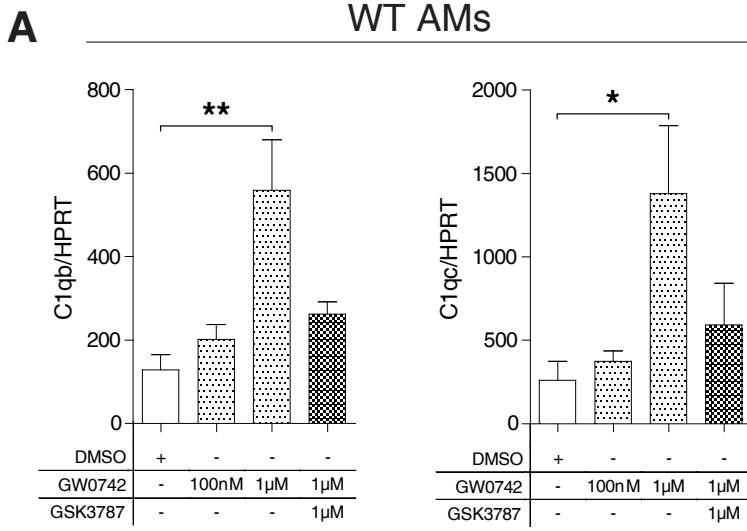 A
WT AMs
C1qb/HPRT
800
600
400
200
0
**
DMSO + - - -
GW0742 - 100nM 1µM 1µM
GSK3787 - - - 1µM
C1qc/HPRT
2000
1500
1000
500
0
*
DMSO + - - -
GW0742 - 100nM 1µM 1µM
GSK3787 - - - 1µM